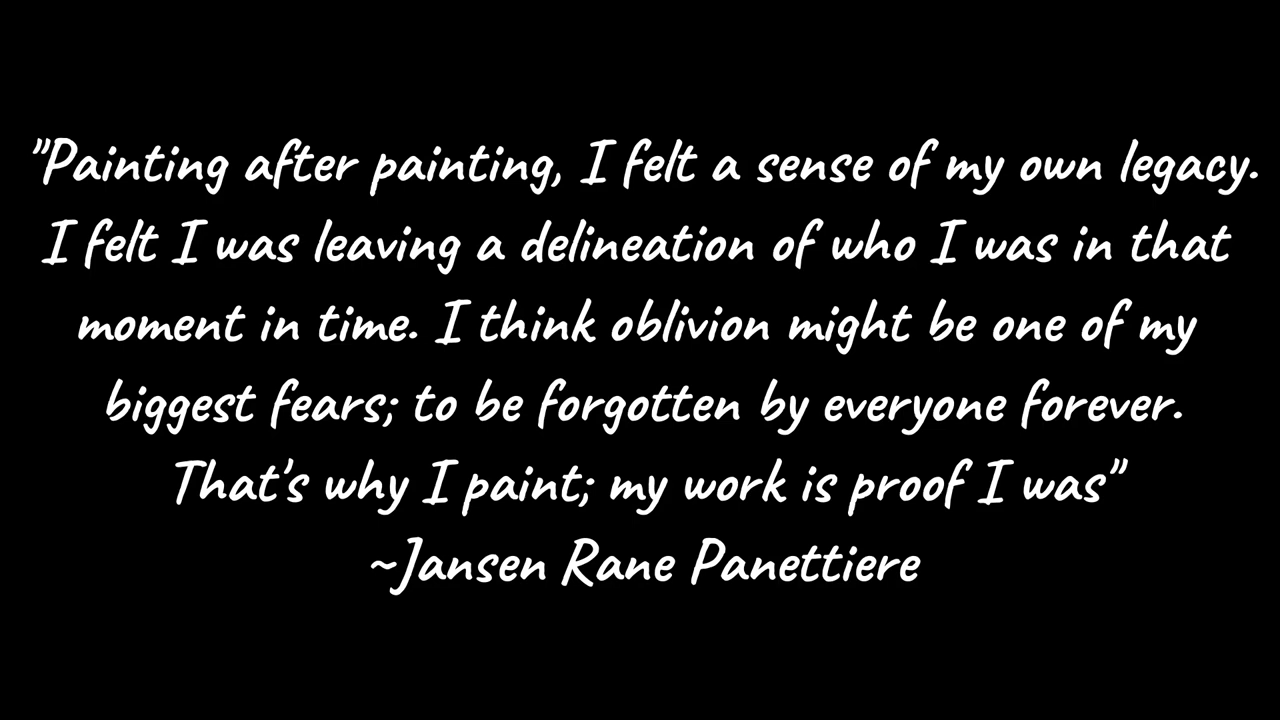 "Painting after painting, I felt a sense of my own legacy.
I felt I was leaving a delineation of who I was in that
moment in time. I think oblivion might be one of my
biggest fears; to be forgotten by everyone forever.
That's why I paint; my work is proof I was"
~Jansen Rane Panettiere